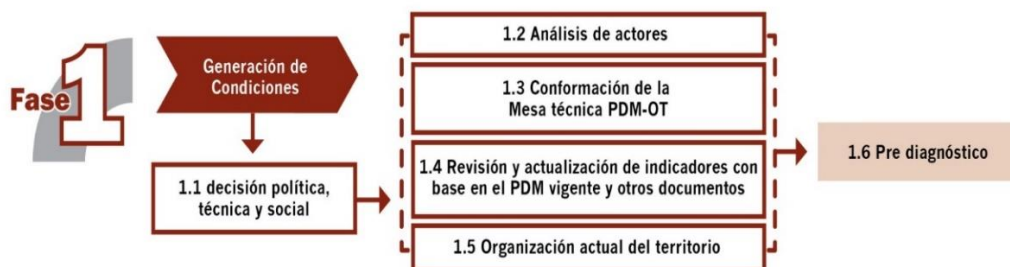 Fase 1
Generación de
Condiciones
1.1 decisión política,
técnica y social
1.2 Análisis de actores
1.3 Conformación de la
Mesa técnica PDM-OT
1.4 Revisión y actualización de indicadores con
base en el PDM vigente y otros documentos
1.5 Organización actual del territorio
1.6 Pre diagnóstico